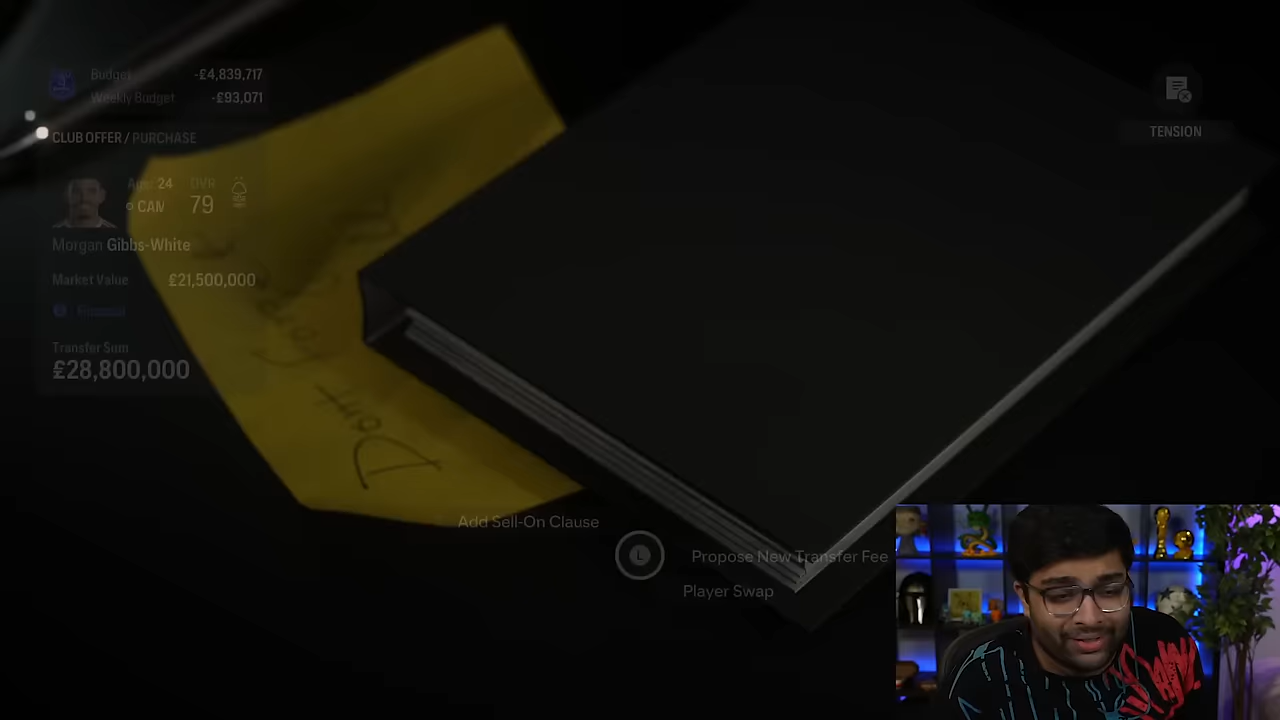 Budget -£4,839,717
Weekly Budget -£93,071
CLUB OFFER / PURCHASE
TENSION
Age: 24 OVR
CAM 79
Morgan Gibbs-White
Market Value £21,500,000
Financial
Transfer Sum
£28,800,000
Dont
Add Sell-On Clause
L
Propose New Transfer Fee
Player Swap